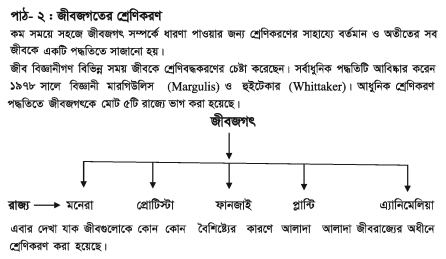 পাঠ- ২ : জীবজগতের শ্রেণিকরণ
কম সময়ে সহজে জীবজগৎ সম্পর্কে ধারণা পাওয়ার জন্য শ্রেণিকরণের সাহায্যে বর্তমান ও অতীতের সব
জীবকে একটি পদ্ধতিতে সাজানো হয়।
জীব বিজ্ঞানীগণ বিভিন্ন সময় জীবকে শ্রেণিবদ্ধকরণের চেষ্টা করেছেন। সর্বাধুনিক পদ্ধতিটি আবিষ্কার করেন
১৯৭৮ সালে বিজ্ঞানী মারগিউলিস (Margulis) ও হুইটেকার (Whittaker)। আধুনিক শ্রেণিকরণ
পদ্ধতিতে জীবজগৎকে মোট ৫টি রাজ্যে ভাগ করা হয়েছে।
জীবজগৎ
রাজ্য মনেরা প্রোটিস্টা ফানজাই প্লান্টি এ্যানিমেলিয়া
এবার দেখা যাক জীবগুলোকে কোন কোন বৈশিষ্ট্যের কারণে আলাদা আলাদা জীবরাজ্যের অধীনে
শ্রেণিকরণ করা হয়েছে।